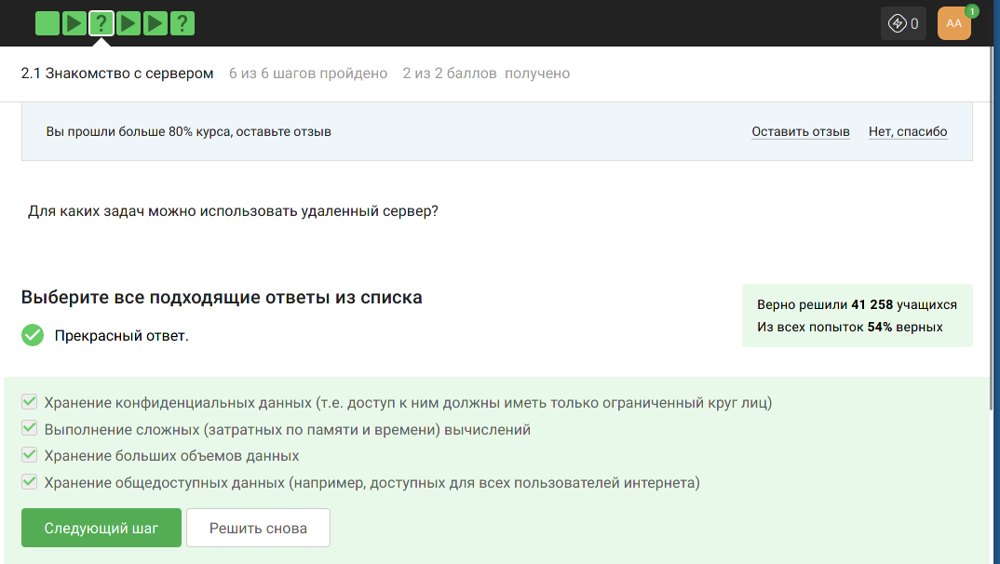 ?
?
0
AA
1
2.1 Знакомство с сервером 6 из 6 шагов пройдено 2 из 2 баллов получено
Вы прошли больше 80% курса, оставьте отзыв Оставить отзыв Нет, спасибо
Для каких задач можно использовать удаленный сервер?
Выберите все подходящие ответы из списка
Верно решили 41 258 учащихся
Из всех попыток 54% верных
Прекрасный ответ.
Хранение конфиденциальных данных (т.е. доступ к ним должны иметь только ограниченный круг лиц)
Выполнение сложных (затратных по памяти и времени) вычислений
Хранение больших объемов данных
Хранение общедоступных данных (например, доступных для всех пользователей интернета)
Следующий шаг Решить снова